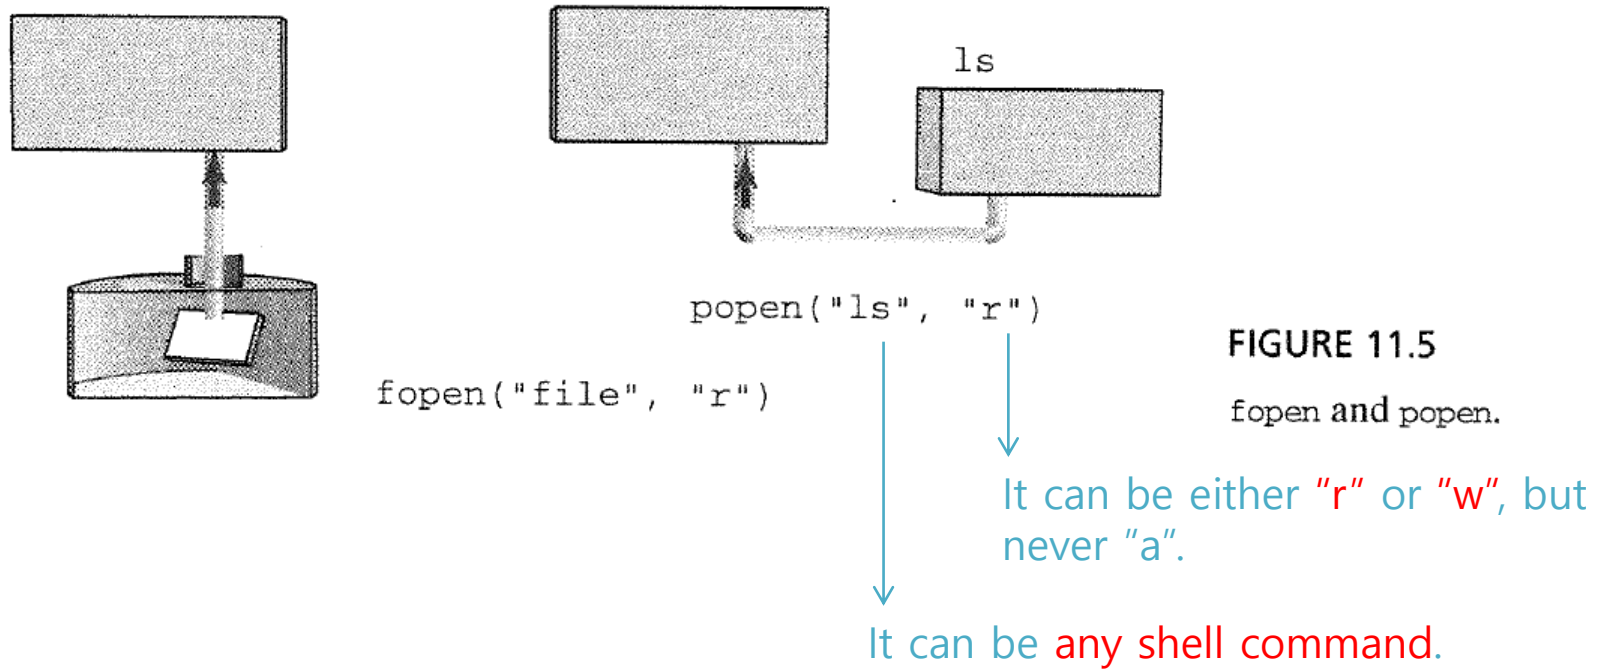 ls
popen("ls", "r")
fopen("file", "r")
FIGURE 11.5
fopen and popen.
It can be either "r" or "w", but
never "a".
It can be any shell command.